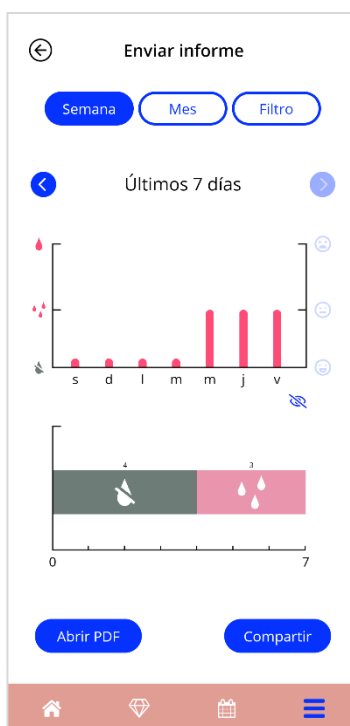 Enviar informe
Semana Mes Filtro
Últimos 7 días
s d l m m j v
4 3
0 7
Abrir PDF Compartir